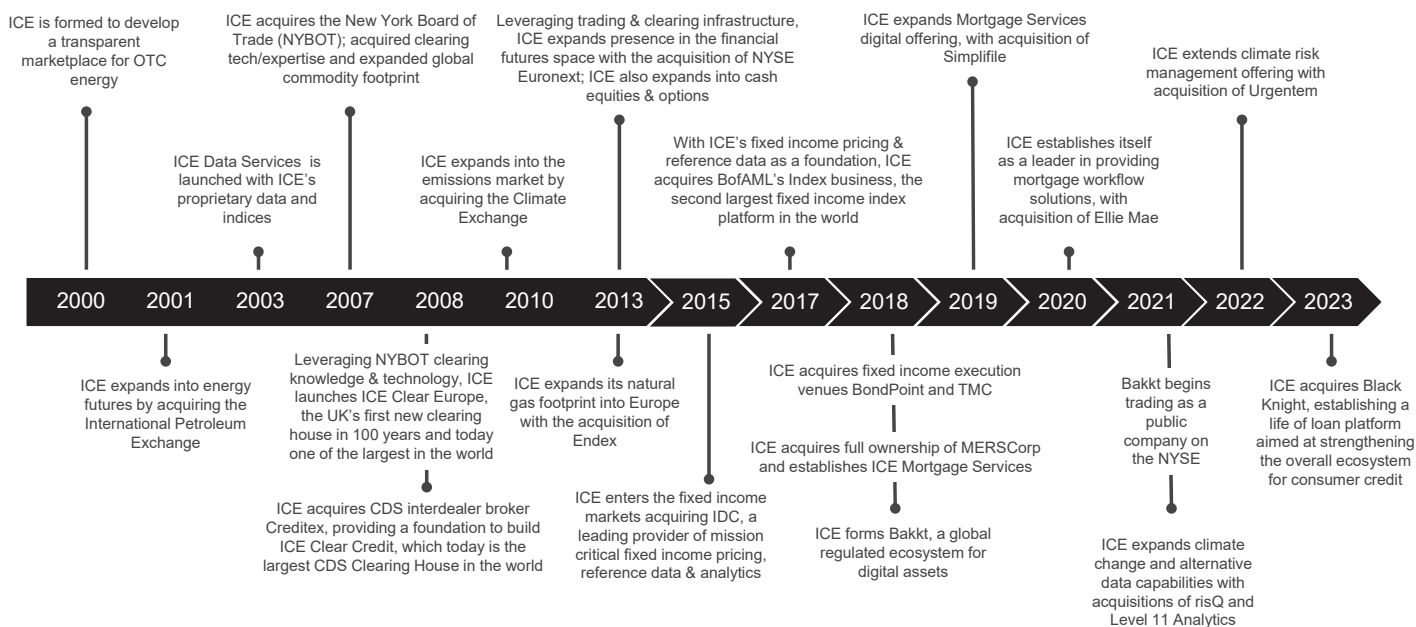 ICE is formed to develop
a transparent
marketplace for OTC
energy
ICE acquires the New York Board of
Trade (NYBOT); acquired clearing
tech/expertise and expanded global
commodity footprint
Leveraging trading & clearing infrastructure,
ICE expands presence in the financial
futures space with the acquisition of NYSE
Euronext; ICE also expands into cash
equities & options
ICE expands Mortgage Services
digital offering, with acquisition of
Simplifile
ICE extends climate risk
management offering with
acquisition of Urgentem
ICE Data Services is
launched with ICE's
proprietary data and
indices
ICE expands into the
emissions market by
acquiring the Climate
Exchange
With ICE's fixed income pricing &
reference data as a foundation, ICE
acquires BofAML's Index business, the
second largest fixed income index
platform in the world
ICE establishes itself
as a leader in providing
mortgage workflow
solutions, with
acquisition of Ellie Mae
2000 2001 2003 2007 2008 2010 2013 2015 2017 2018 2019 2020 2021 2022 2023
ICE expands into energy
futures by acquiring the
International Petroleum
Exchange
Leveraging NYBOT clearing
knowledge & technology, ICE
launches ICE Clear Europe,
the UK's first new clearing
house in 100 years and today
one of the largest in the world
ICE acquires CDS interdealer broker
Creditex, providing a foundation to build
ICE Clear Credit, which today is the
largest CDS Clearing House in the world
ICE expands its natural
gas footprint into Europe
with the acquisition of
Endex
ICE enters the fixed income
markets acquiring IDC, a
leading provider of mission
critical fixed income pricing,
reference data & analytics
ICE acquires fixed income execution
venues BondPoint and TMC
ICE acquires full ownership of MERSCorp
and establishes ICE Mortgage Services
ICE forms Bakkt, a global
regulated ecosystem for
digital assets
Bakkt begins
trading as a
public
company on
the NYSE
ICE expands climate
change and alternative
data capabilities with
acquisitions of risQ and
Level 11 Analytics
ICE acquires Black
Knight, establishing a
life of loan platform
aimed at strengthening
the overall ecosystem
for consumer credit